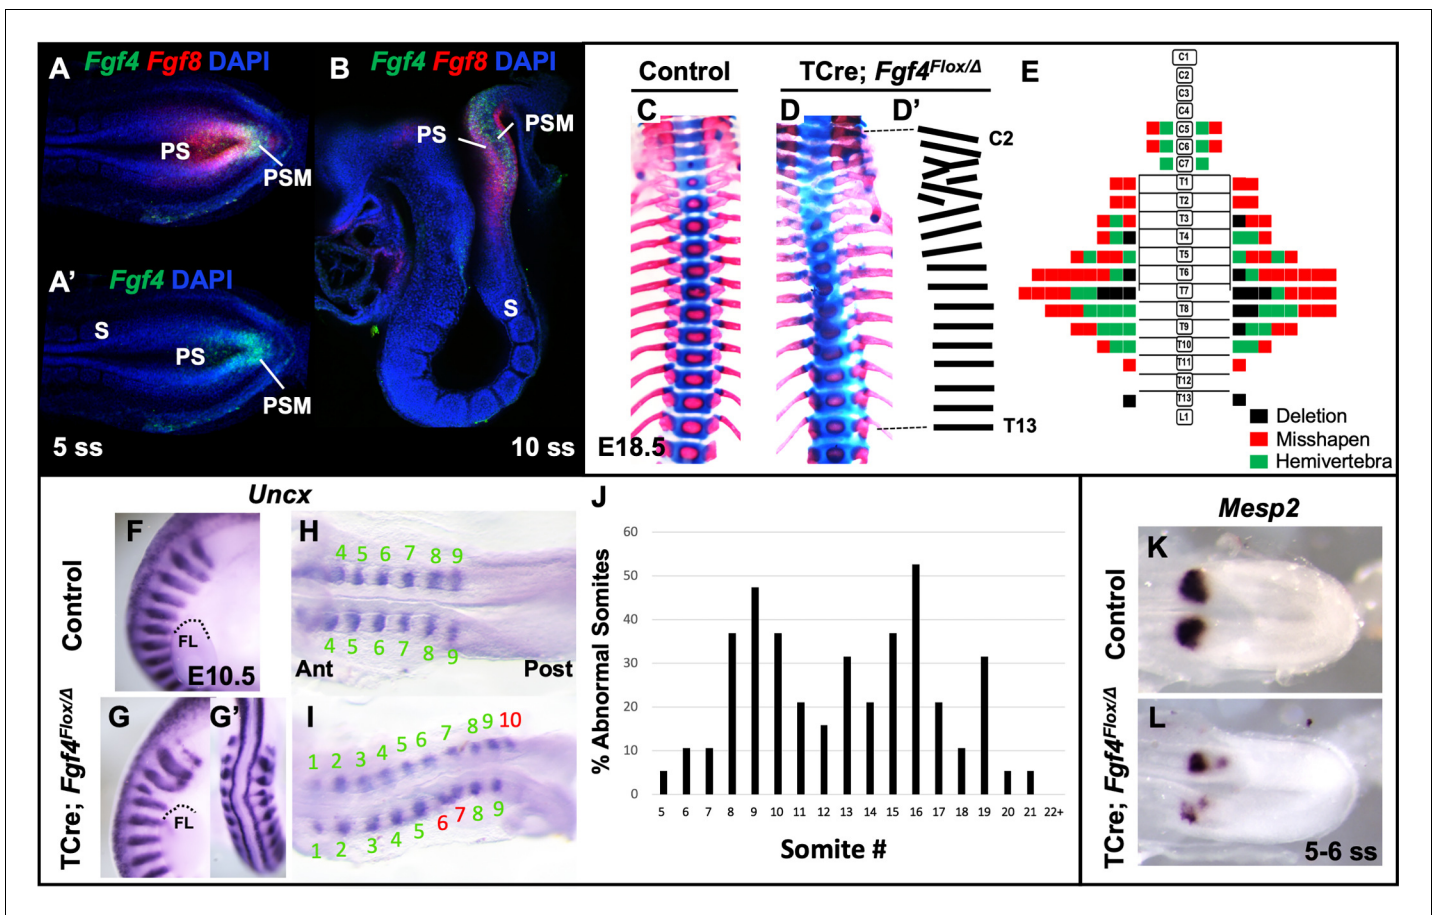 A Fgf4 Fgf8 DAPI
PS
PSM
A’ Fgf4 DAPI
S
PS
PSM
5 ss
B Fgf4 Fgf8 DAPI
PS
PSM
S
10 ss
Control
TCre; Fgf4Flox/Δ
C
D
D’
C2
T13
E18.5
E
C1
C2
C3
C4
C5
C6
C7
T1
T2
T3
T4
T5
T6
T7
T8
T9
T10
T11
T12
T13
L1
Deletion
Misshapen
Hemivertebra
Uncx
Control
F
FL
E10.5
H
4 5 6 7 8 9
4 5 6 7 8 9
Ant
Post
TCre; Fgf4Flox/Δ
G
FL
G’
I
1 2 3 4 5 6 7 8 9 10
1 2 3 4 5 6 7 8 9
J
% Abnormal Somites
60
50
40
30
20
10
0
5 6 7 8 9 10 11 12 13 14 15 16 17 18 19 20 21 22+
Somite #
Mesp2
Control
K
TCre; Fgf4Flox/Δ
L
5-6 ss